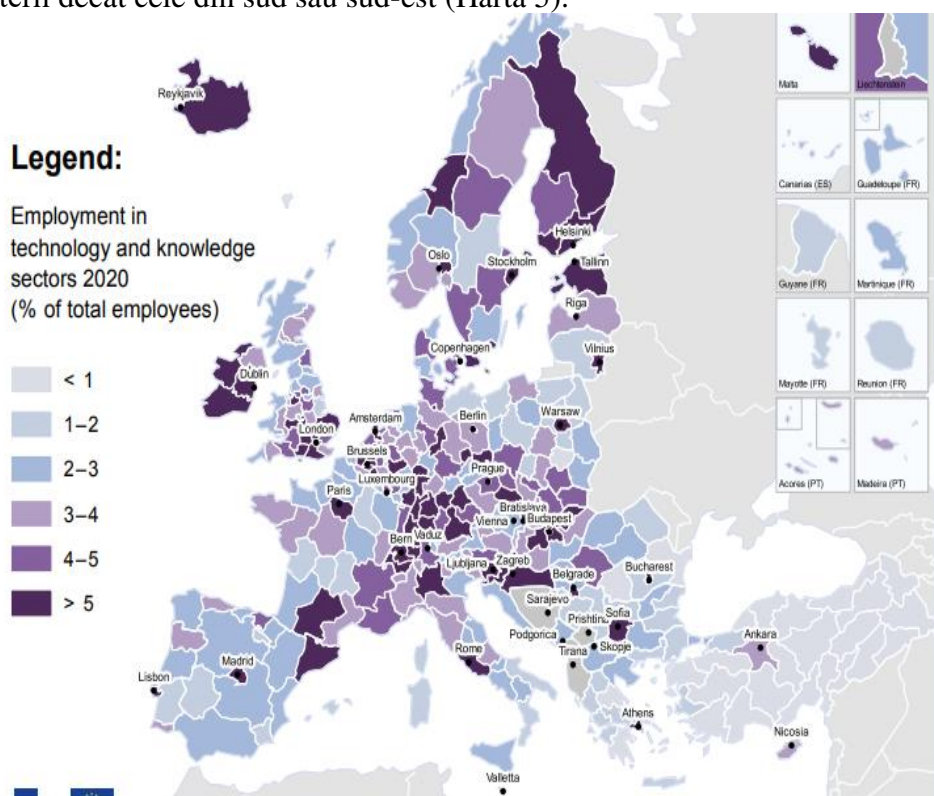 decât cele din sud sau sud-est (Harta 5).
Reykjavik
Malta
Liechtenstein
Legend:
Employment in
technology and knowledge
sectors 2020
(% of total employees)
< 1
1–2
2–3
3–4
4–5
> 5
Canarias (ES)
Guadeloupe (FR)
Guyane (FR)
Martinique (FR)
Mayotte (FR)
Reunion (FR)
Acores (PT)
Madeira (PT)
Helsinki
Oslo
Stockholm
Tallinn
Riga
Copenhagen
Vilnius
Dublin
London
Amsterdam
Berlin
Warsaw
Brussels
Luxembourg
Prague
Paris
Bratislava
Vienna
Budapest
Bern
Vaduz
Ljubljana
Zagreb
Belgrade
Bucharest
Sarajevo
Prishtina
Sofia
Podgorica
Skopje
Tirana
Ankara
Rome
Madrid
Lisbon
Athens
Nicosia
Valletta